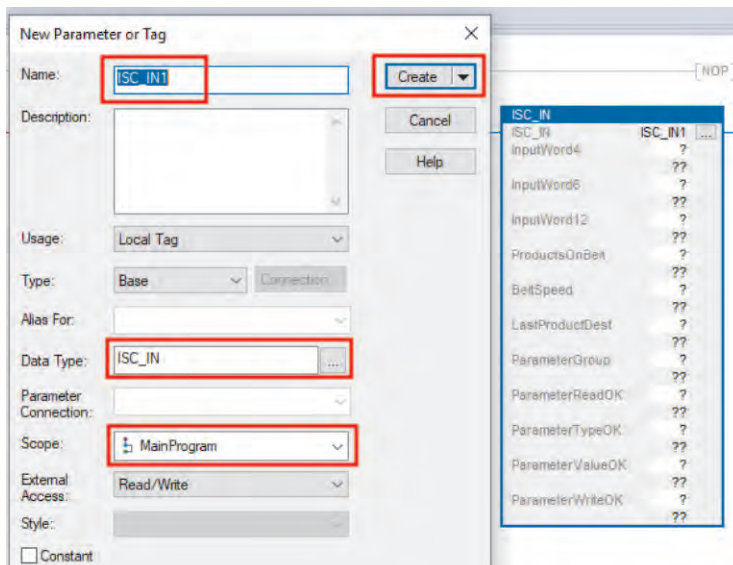 New Parameter or Tag
Name:
ISC_IN1
Create
Description:
Cancel
Help
Usage:
Local Tag
Type:
Base
Connection...
Alias For:
Data Type:
ISC_IN
...
Parameter
Connection:
Scope:
MainProgram
External
Access:
Read/Write
Style:
Constant
NOP
ISC_IN
ISC_IN ISC_IN1 ...
InputWord4 ?
??
InputWord6 ?
??
InputWord12 ?
??
ProductsOnBelt ?
??
BeltSpeed ?
??
LastProductDest ?
??
ParameterGroup ?
??
ParameterReadOK ?
??
ParameterTypeOK ?
??
ParameterValueOK ?
??
ParameterWriteOK ?
??